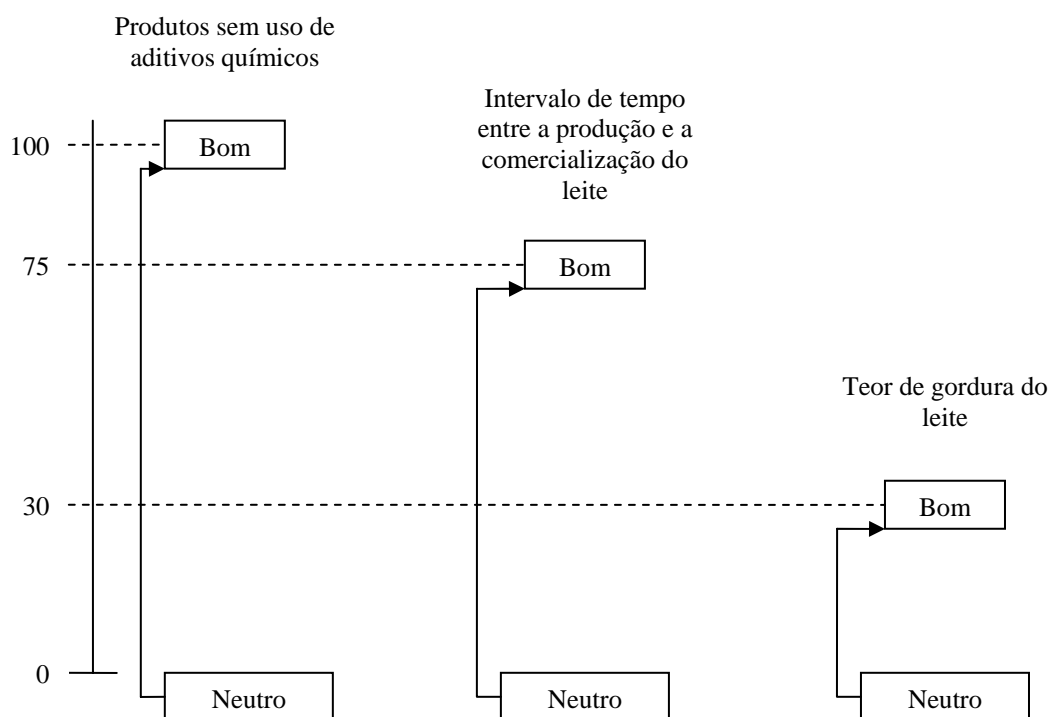 Produtos sem uso de
aditivos químicos
Intervalo de tempo
entre a produção e a
comercialização do
leite
100
Bom
75
Bom
Teor de gordura do
leite
30
Bom
0
Neutro
Neutro
Neutro